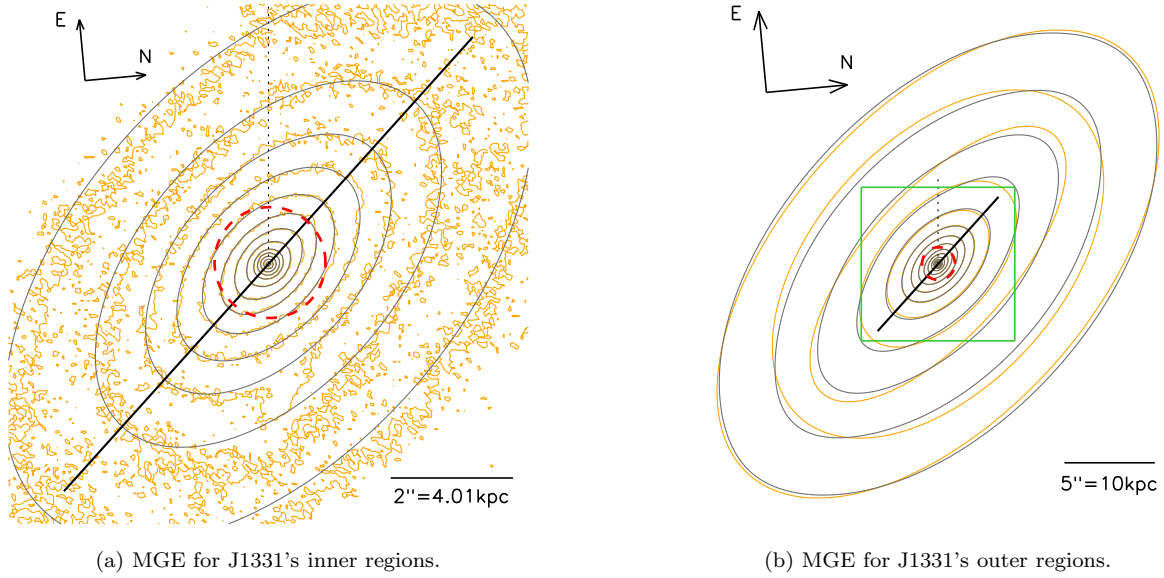 E
N
2"=4.01kpc
(a) MGE for J1331's inner regions.
E
N
5"=10kpc
(b) MGE for J1331's outer regions.